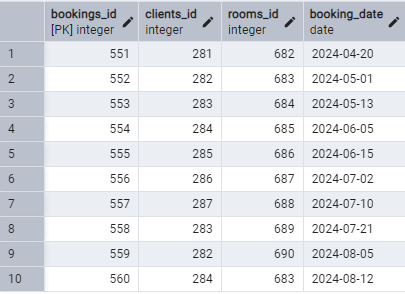 bookings_id clients_id rooms_id booking_date
[PK] integer integer integer date
1 551 281 682 2024-04-20
2 552 282 683 2024-05-01
3 553 283 684 2024-05-13
4 554 284 685 2024-06-05
5 555 285 686 2024-06-15
6 556 286 687 2024-07-02
7 557 287 688 2024-07-10
8 558 283 689 2024-07-21
9 559 282 690 2024-08-05
10 560 284 683 2024-08-12